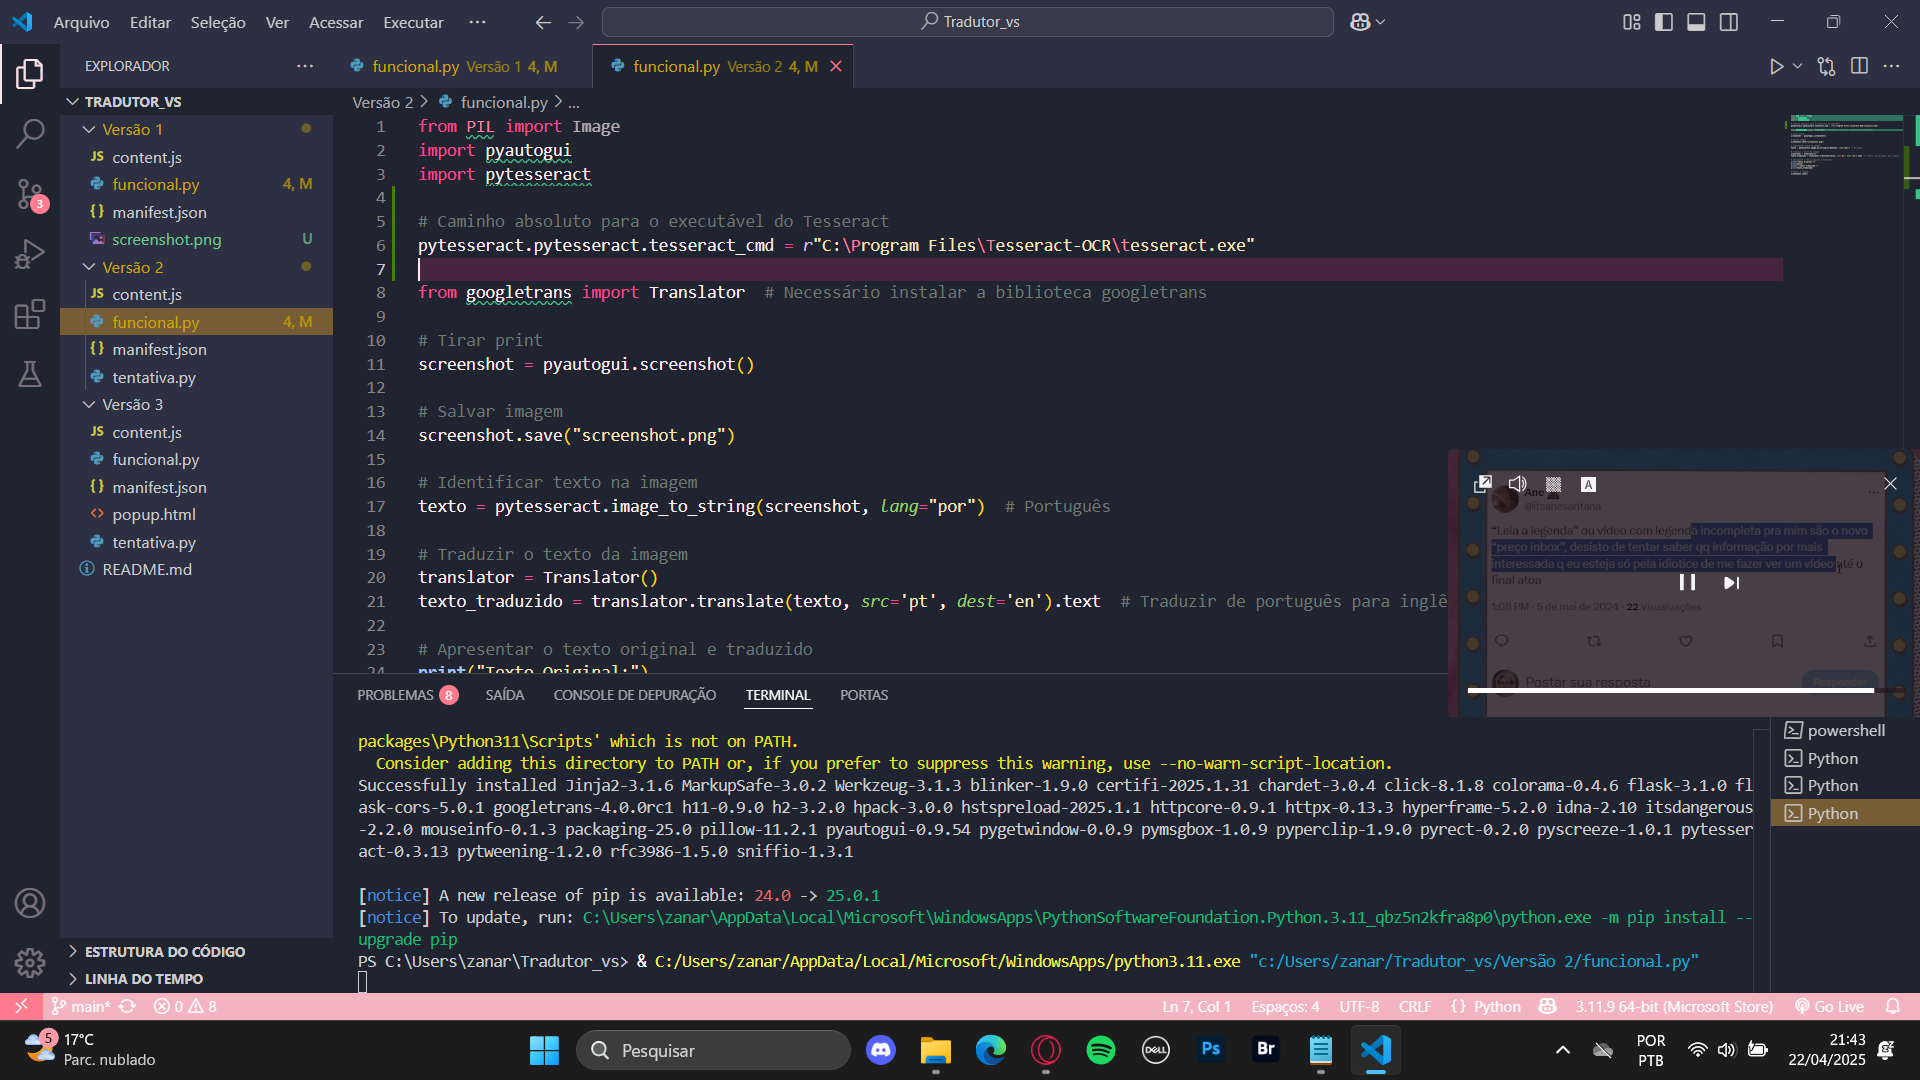 Arquivo Editar Seleção Ver Acessar Executar ···
Tradutor_vs
EXPLORADOR
TRADUTOR_VS
Versão 1
JS content.js
funcional.py 4, M
{} manifest.json
screenshot.png U
Versão 2
JS content.js
funcional.py 4, M
{} manifest.json
tentativa.py
Versão 3
JS content.js
funcional.py
{} manifest.json
<> popup.html
tentativa.py
README.md
ESTRUTURA DO CÓDIGO
LINHA DO TEMPO
3
funcional.py Versão 1 4, M
funcional.py Versão 2 4, M
Versão 2 > funcional.py > ...
1 from PIL import Image
2 import pyautogui
3 import pytesseract
4
5 # Caminho absoluto para o executável do Tesseract
6 pytesseract.pytesseract.tesseract_cmd = r"C:\Program Files\Tesseract-OCR\tesseract.exe"
7
8 from googletrans import Translator  # Necessário instalar a biblioteca googletrans
9
10 # Tirar print
11 screenshot = pyautogui.screenshot()
12
13 # Salvar imagem
14 screenshot.save("screenshot.png")
15
16 # Identificar texto na imagem
17 texto = pytesseract.image_to_string(screenshot, lang="por")  # Português
18
19 # Traduzir o texto da imagem
20 translator = Translator()
21 texto_traduzido = translator.translate(texto, src='pt', dest='en').text  # Traduzir de português para inglê
22
23 # Apresentar o texto original e traduzido
24 print("Texto Original:")
A
Ane
@itsanesantana
“Leia a legenda” ou vídeo com legenda incompleta pra mim são o novo
“preço inbox”, desisto de tentar saber qq informação por mais
interessada q eu esteja só pela idiotice de me fazer ver um vídeo até o
final atoa
1:08 PM · 5 de mai de 2024 · 22 Visualizações
Postar sua resposta
Responder
PROBLEMAS 8 SAÍDA CONSOLE DE DEPURAÇÃO TERMINAL PORTAS
packages\Python311\Scripts' which is not on PATH.
Consider adding this directory to PATH or, if you prefer to suppress this warning, use --no-warn-script-location.
Successfully installed Jinja2-3.1.6 MarkupSafe-3.0.2 Werkzeug-3.1.3 blinker-1.9.0 certifi-2025.1.31 chardet-3.0.4 click-8.1.8 colorama-0.4.6 flask-3.1.0 fl
ask-cors-5.0.1 googletrans-4.0.0rc1 h11-0.9.0 h2-3.2.0 hpack-3.0.0 hstspreload-2025.1.1 httpcore-0.9.1 httpx-0.13.3 hyperframe-5.2.0 idna-2.10 itsdangerous
-2.2.0 mouseinfo-0.1.3 packaging-25.0 pillow-11.2.1 pyautogui-0.9.54 pygetwindow-0.0.9 pymsgbox-1.0.9 pyperclip-1.9.0 pyrect-0.2.0 pyscreeze-1.0.1 pytesser
act-0.3.13 pytweening-1.2.0 rfc3986-1.5.0 sniffio-1.3.1
[notice] A new release of pip is available: 24.0 -> 25.0.1
[notice] To update, run: C:\Users\zanar\AppData\Local\Microsoft\WindowsApps\PythonSoftwareFoundation.Python.3.11_qbz5n2kfra8p0\python.exe -m pip install --
upgrade pip
PS C:\Users\zanar\Tradutor_vs> & C:/Users/zanar/AppData/Local/Microsoft/WindowsApps/python3.11.exe "c:/Users/zanar/Tradutor_vs/Versão 2/funcional.py"
powershell
Python
Python
Python
main* 0 8
Ln 7, Col 1 Espaços: 4 UTF-8 CRLF {} Python 3.11.9 64-bit (Microsoft Store) Go Live
5 17°C
Parc. nublado
Pesquisar
DELL
Ps
Br
POR
PTB
21:43
22/04/2025